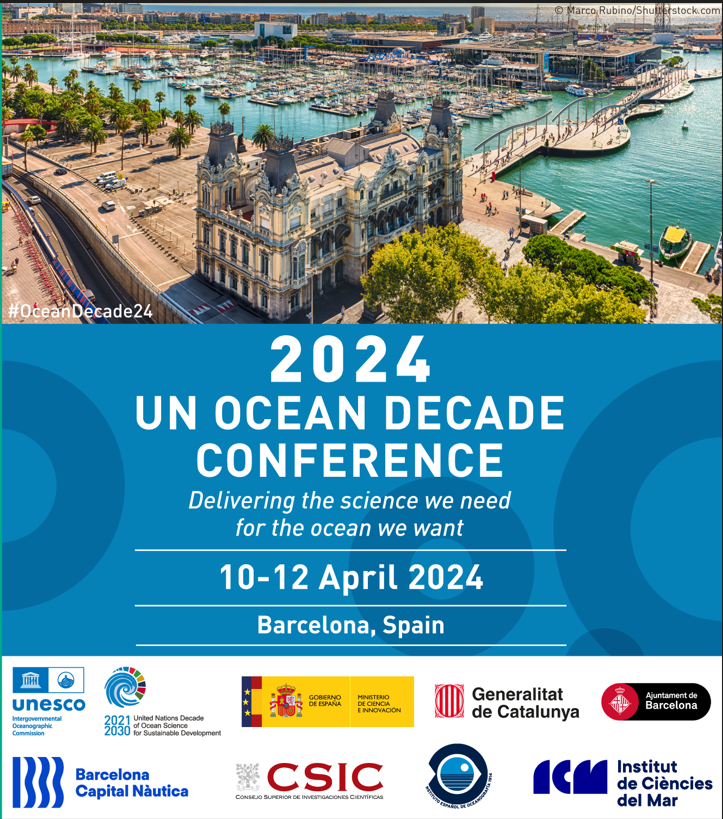 © Marco Rubino/Shutterstock.com
#OceanDecade24
2024
UN OCEAN DECADE
CONFERENCE
Delivering the science we need
for the ocean we want
10-12 April 2024
Barcelona, Spain
unesco
Intergovernmental
Oceanographic
Commission
2021
2030
United Nations Decade
of Ocean Science
for Sustainable Development
GOBIERNO
DE ESPAÑA
MINISTERIO
DE CIENCIA
E INNOVACIÓN
Generalitat
de Catalunya
Ajuntament de
Barcelona
Barcelona
Capital Nàutica
CSIC
CONSEJO SUPERIOR DE INVESTIGACIONES CIENTÍFICAS
INSTITUTO ESPAÑOL DE OCEANOGRAFIA
ICM
Institut
de Ciències
del Mar